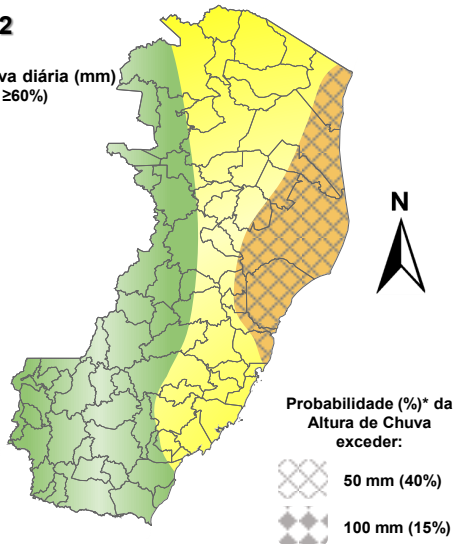 2
va diária (mm)
≥60%)
N
Probabilidade (%)* da
Altura de Chuva
exceder:
50 mm (40%)
100 mm (15%)